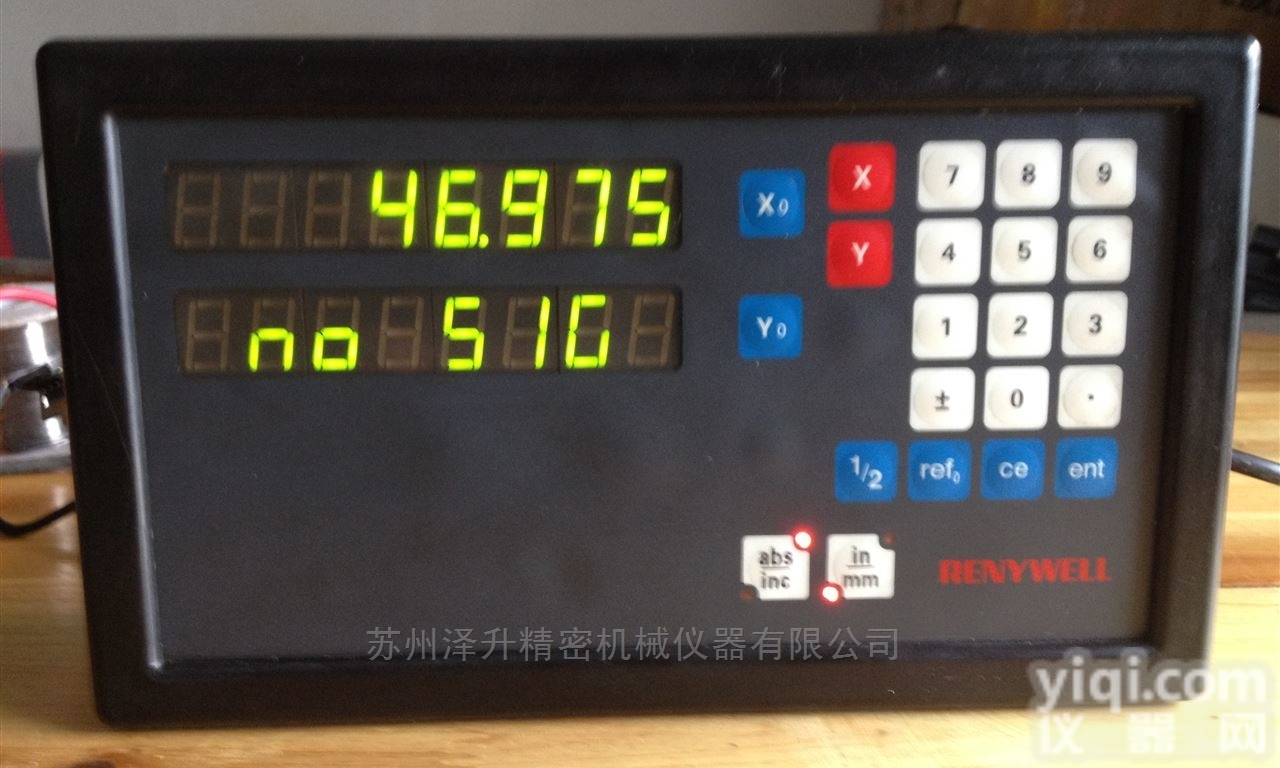 46.975
no SIG
X0
Y0
X
Y
7 8 9
4 5 6
1 2 3
± 0 .
1/2 ref0 ce ent
abs
inc
in
mm
RENYWELL
苏州泽升精密机械仪器有限公司
yiqi.com
仪器网